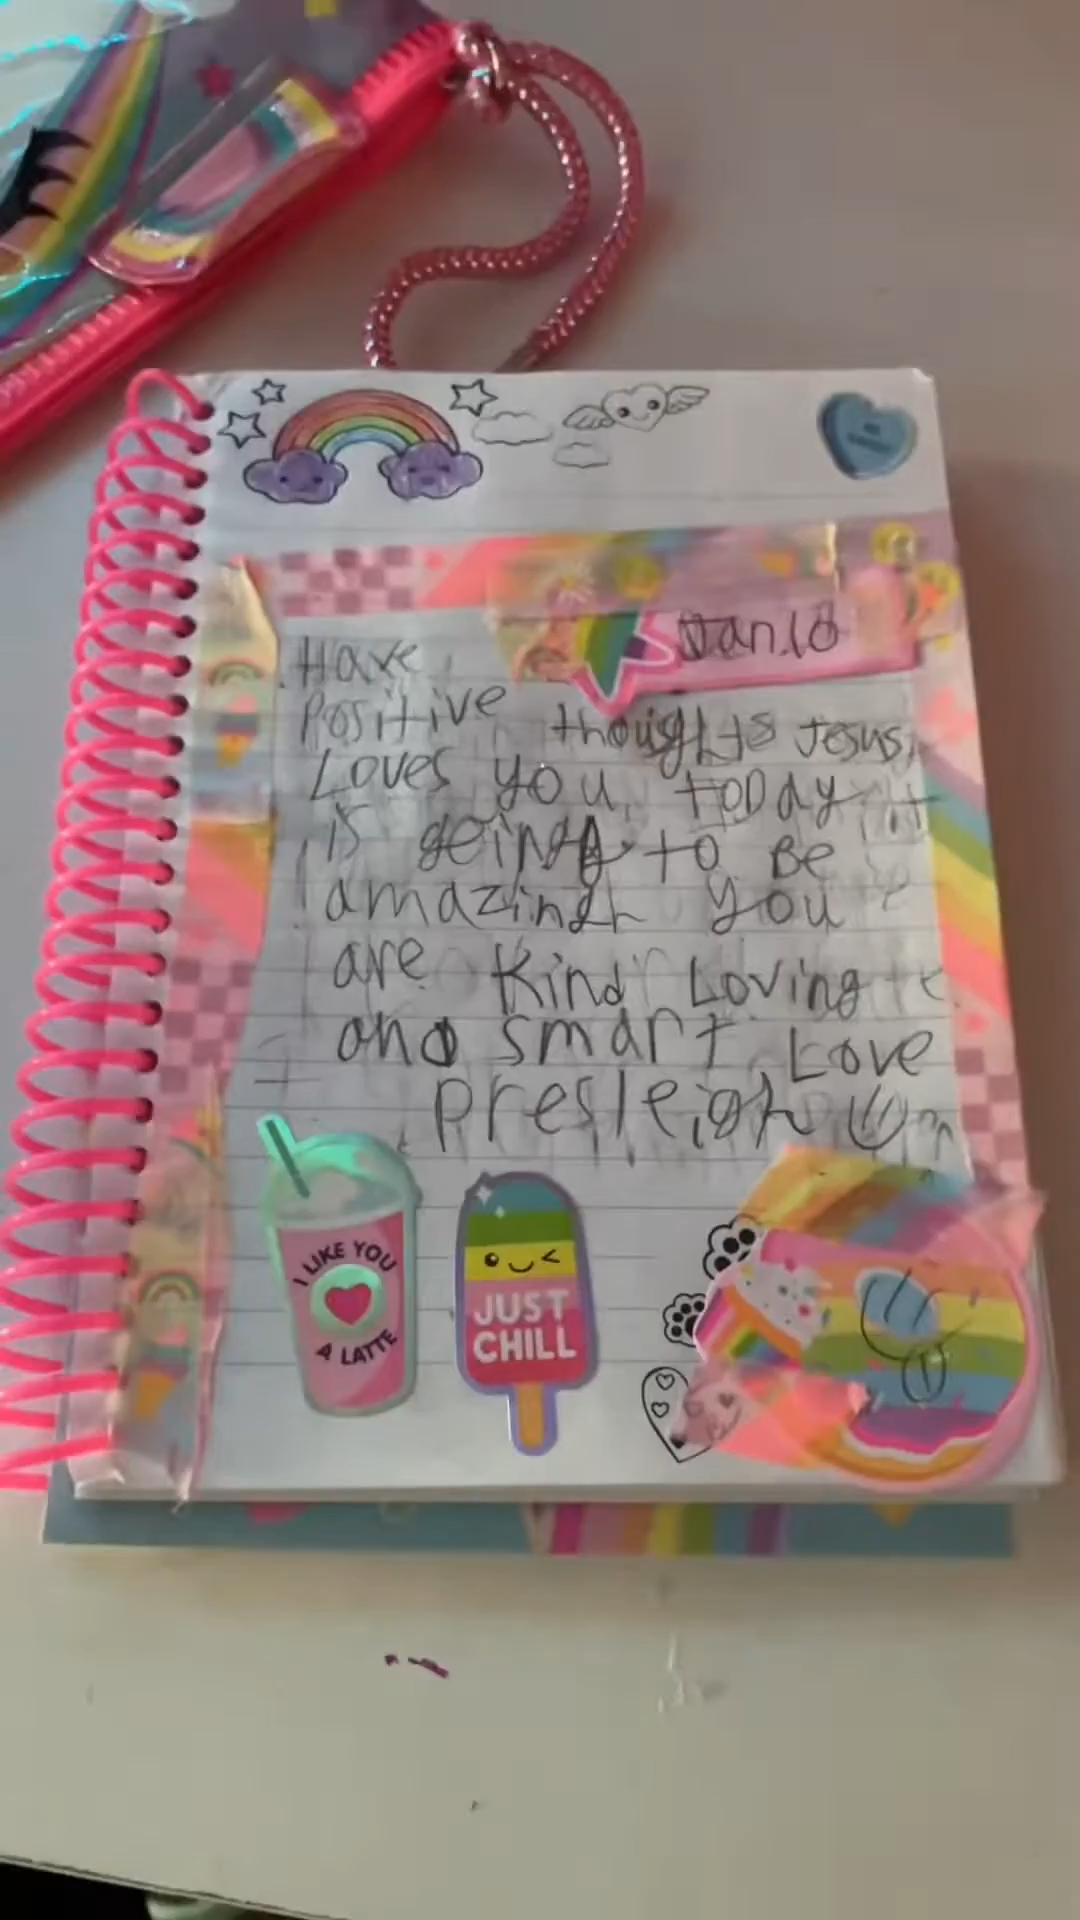 Jan.18
Have
Positive thoughts Jesus
Loves you, today
is going to Be
amazing you
are Kind Loving
and smart Love
presleigh
I LIKE YOU
A LATTE
JUST
CHILL